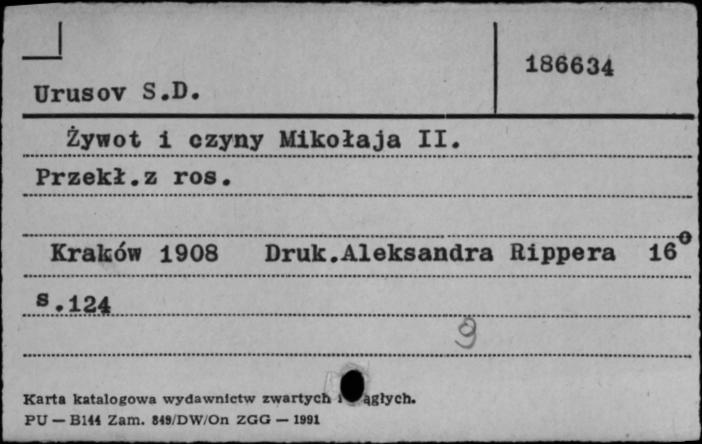 186634
Urusov S.D.
Żywot i czyny Mikołaja II.
Przekł.z ros.
Kraków 1908 Druk.Aleksandra Rippera 16°
s.124
9
Karta katalogowa wydawnictw zwartych i ągłych.
PU — B144 Zam. 849/DW/On ZGG — 1991